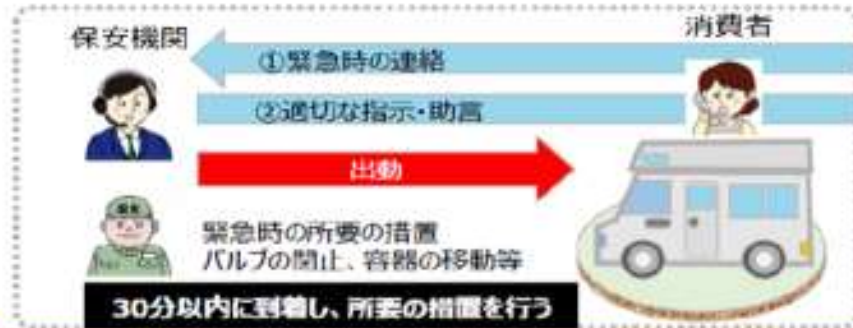 保安機関
消費者
①緊急時の連絡
②適切な指示・助言
出動
緊急時の所要の措置
バルブの閉止、容器の移動等
30分以内に到着し、所要の措置を行う